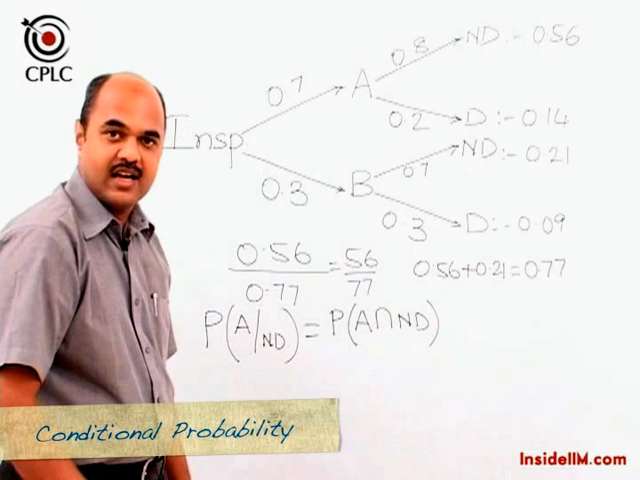 CPLC
Insp
0.7
A
0.8
ND :- 0.56
0.2
D :- 0.14
0.3
B
0.7
ND :- 0.21
0.3
D :- 0.09
0.56/0.77 = 56/77
0.56+0.21=0.77
P(A/ND) = P(A∩ND)
Conditional Probability
InsideIIM.com